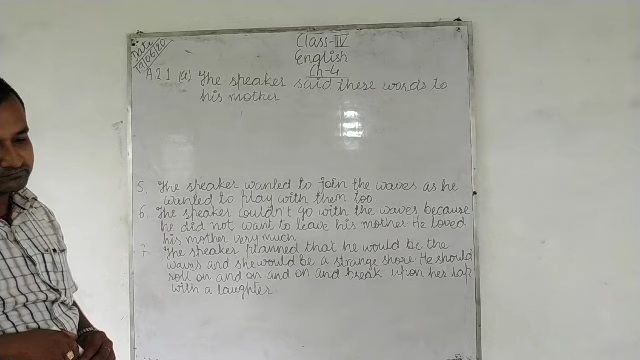 Class-IV
English
Ch-4
A.2.1 (a) The speaker said these words to
his mother
5. The speaker wanted to join the waves as he
wanted to play with them too
6. The speaker couldn't go with the waves because
he did not want to leave his mother He loved
his mother very much
7. The speaker planned that he would be the
waves and she would be a strange shore He should
roll on and on and on and break upon her lap
with a laughter